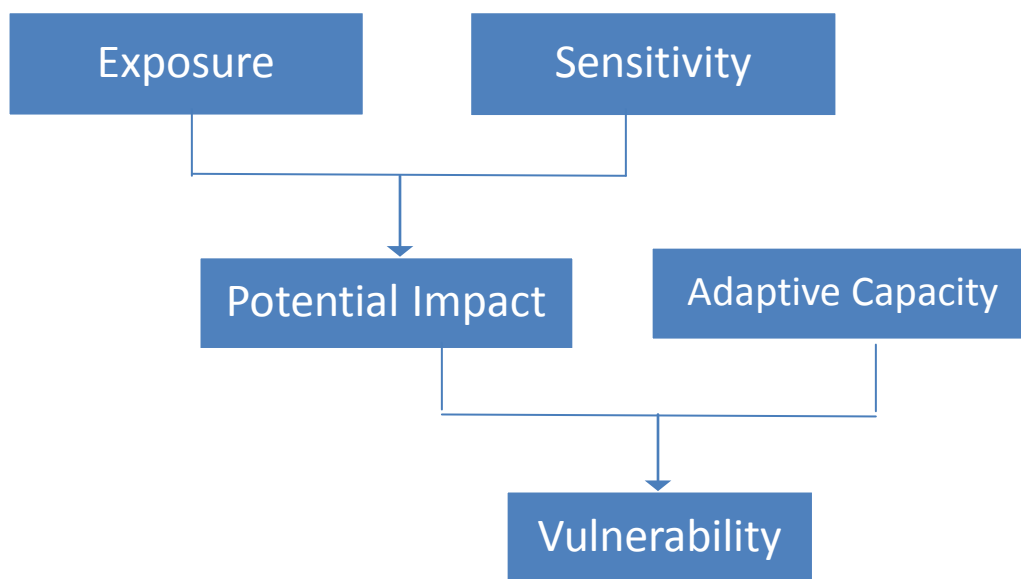 Exposure
Sensitivity
Potential Impact
Adaptive Capacity
Vulnerability